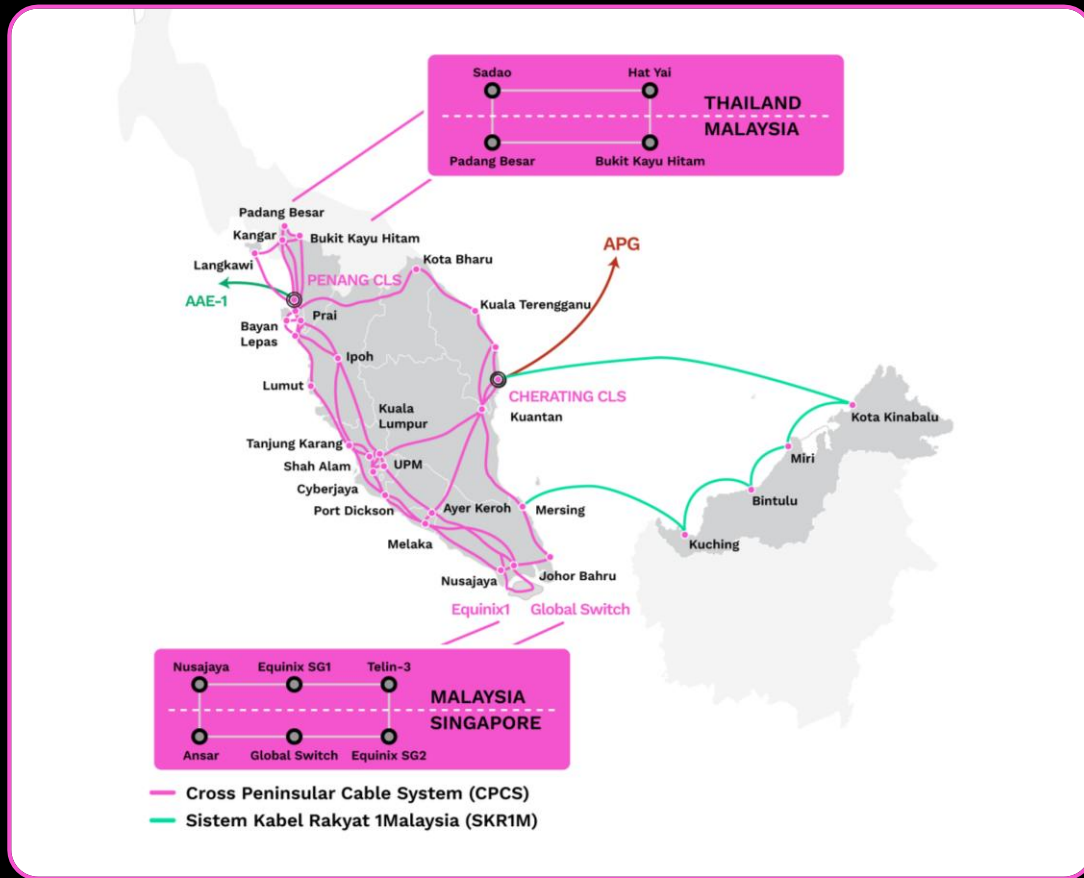 Sadao
Hat Yai
THAILAND
MALAYSIA
Padang Besar
Bukit Kayu Hitam
Padang Besar
Kangar
Bukit Kayu Hitam
Langkawi
PENANG CLS
AAE-1
Kota Bharu
APG
Kuala Terengganu
Prai
Bayan
Lepas
Ipoh
Lumut
CHERATING CLS
Kuantan
Kuala
Lumpur
Kota Kinabalu
Tanjung Karang
Shah Alam
UPM
Miri
Cyberjaya
Bintulu
Port Dickson
Ayer Keroh
Mersing
Melaka
Kuching
Nusajaya
Johor Bahru
Equinix1
Global Switch
Nusajaya
Equinix SG1
Telin-3
MALAYSIA
SINGAPORE
Ansar
Global Switch
Equinix SG2
Cross Peninsular Cable System (CPCS)
Sistem Kabel Rakyat 1Malaysia (SKR1M)